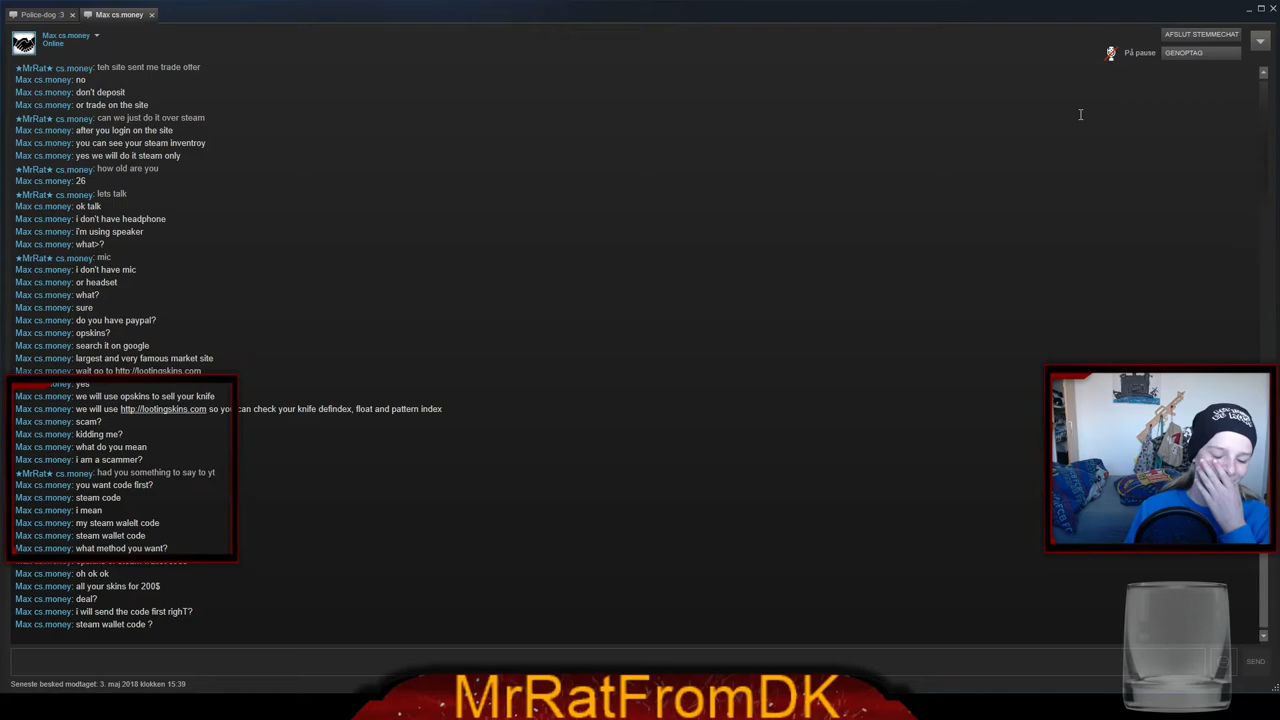 Police-dog :3
Max cs.money
Max cs.money
Online
AFSLUT STEMMECHAT
På pause
GENOPTAG
★MrRat★ cs.money: teh site sent me trade offer
Max cs.money: no
Max cs.money: don't deposit
Max cs.money: or trade on the site
★MrRat★ cs.money: can we just do it over steam
Max cs.money: after you login on the site
Max cs.money: you can see your steam inventroy
Max cs.money: yes we will do it steam only
★MrRat★ cs.money: how old are you
Max cs.money: 26
★MrRat★ cs.money: lets talk
Max cs.money: ok talk
Max cs.money: i don't have headphone
Max cs.money: i'm using speaker
Max cs.money: what>?
★MrRat★ cs.money: mic
Max cs.money: i don't have mic
Max cs.money: or headset
Max cs.money: what?
Max cs.money: sure
Max cs.money: do you have paypal?
Max cs.money: opskins?
Max cs.money: search it on google
Max cs.money: largest and very famous market site
Max cs.money: wait go to http://lootingskins.com
yes
Max cs.money: we will use opskins to sell your knife
Max cs.money: we will use http://lootingskins.com so you can check your knife defindex, float and pattern index
Max cs.money: scam?
Max cs.money: kidding me?
Max cs.money: what do you mean
Max cs.money: i am a scammer?
★MrRat★ cs.money: had you something to say to yt
Max cs.money: you want code first?
Max cs.money: steam code
Max cs.money: i mean
Max cs.money: my steam walelt code
Max cs.money: steam wallet code
Max cs.money: what method you want?
Max cs.money: oh ok ok
Max cs.money: all your skins for 200$
Max cs.money: deal?
Max cs.money: i will send the code first righT?
Max cs.money: steam wallet code ?
SEND
Seneste besked modtaget: 3. maj 2018 klokken 15:39
MrRatFromDK